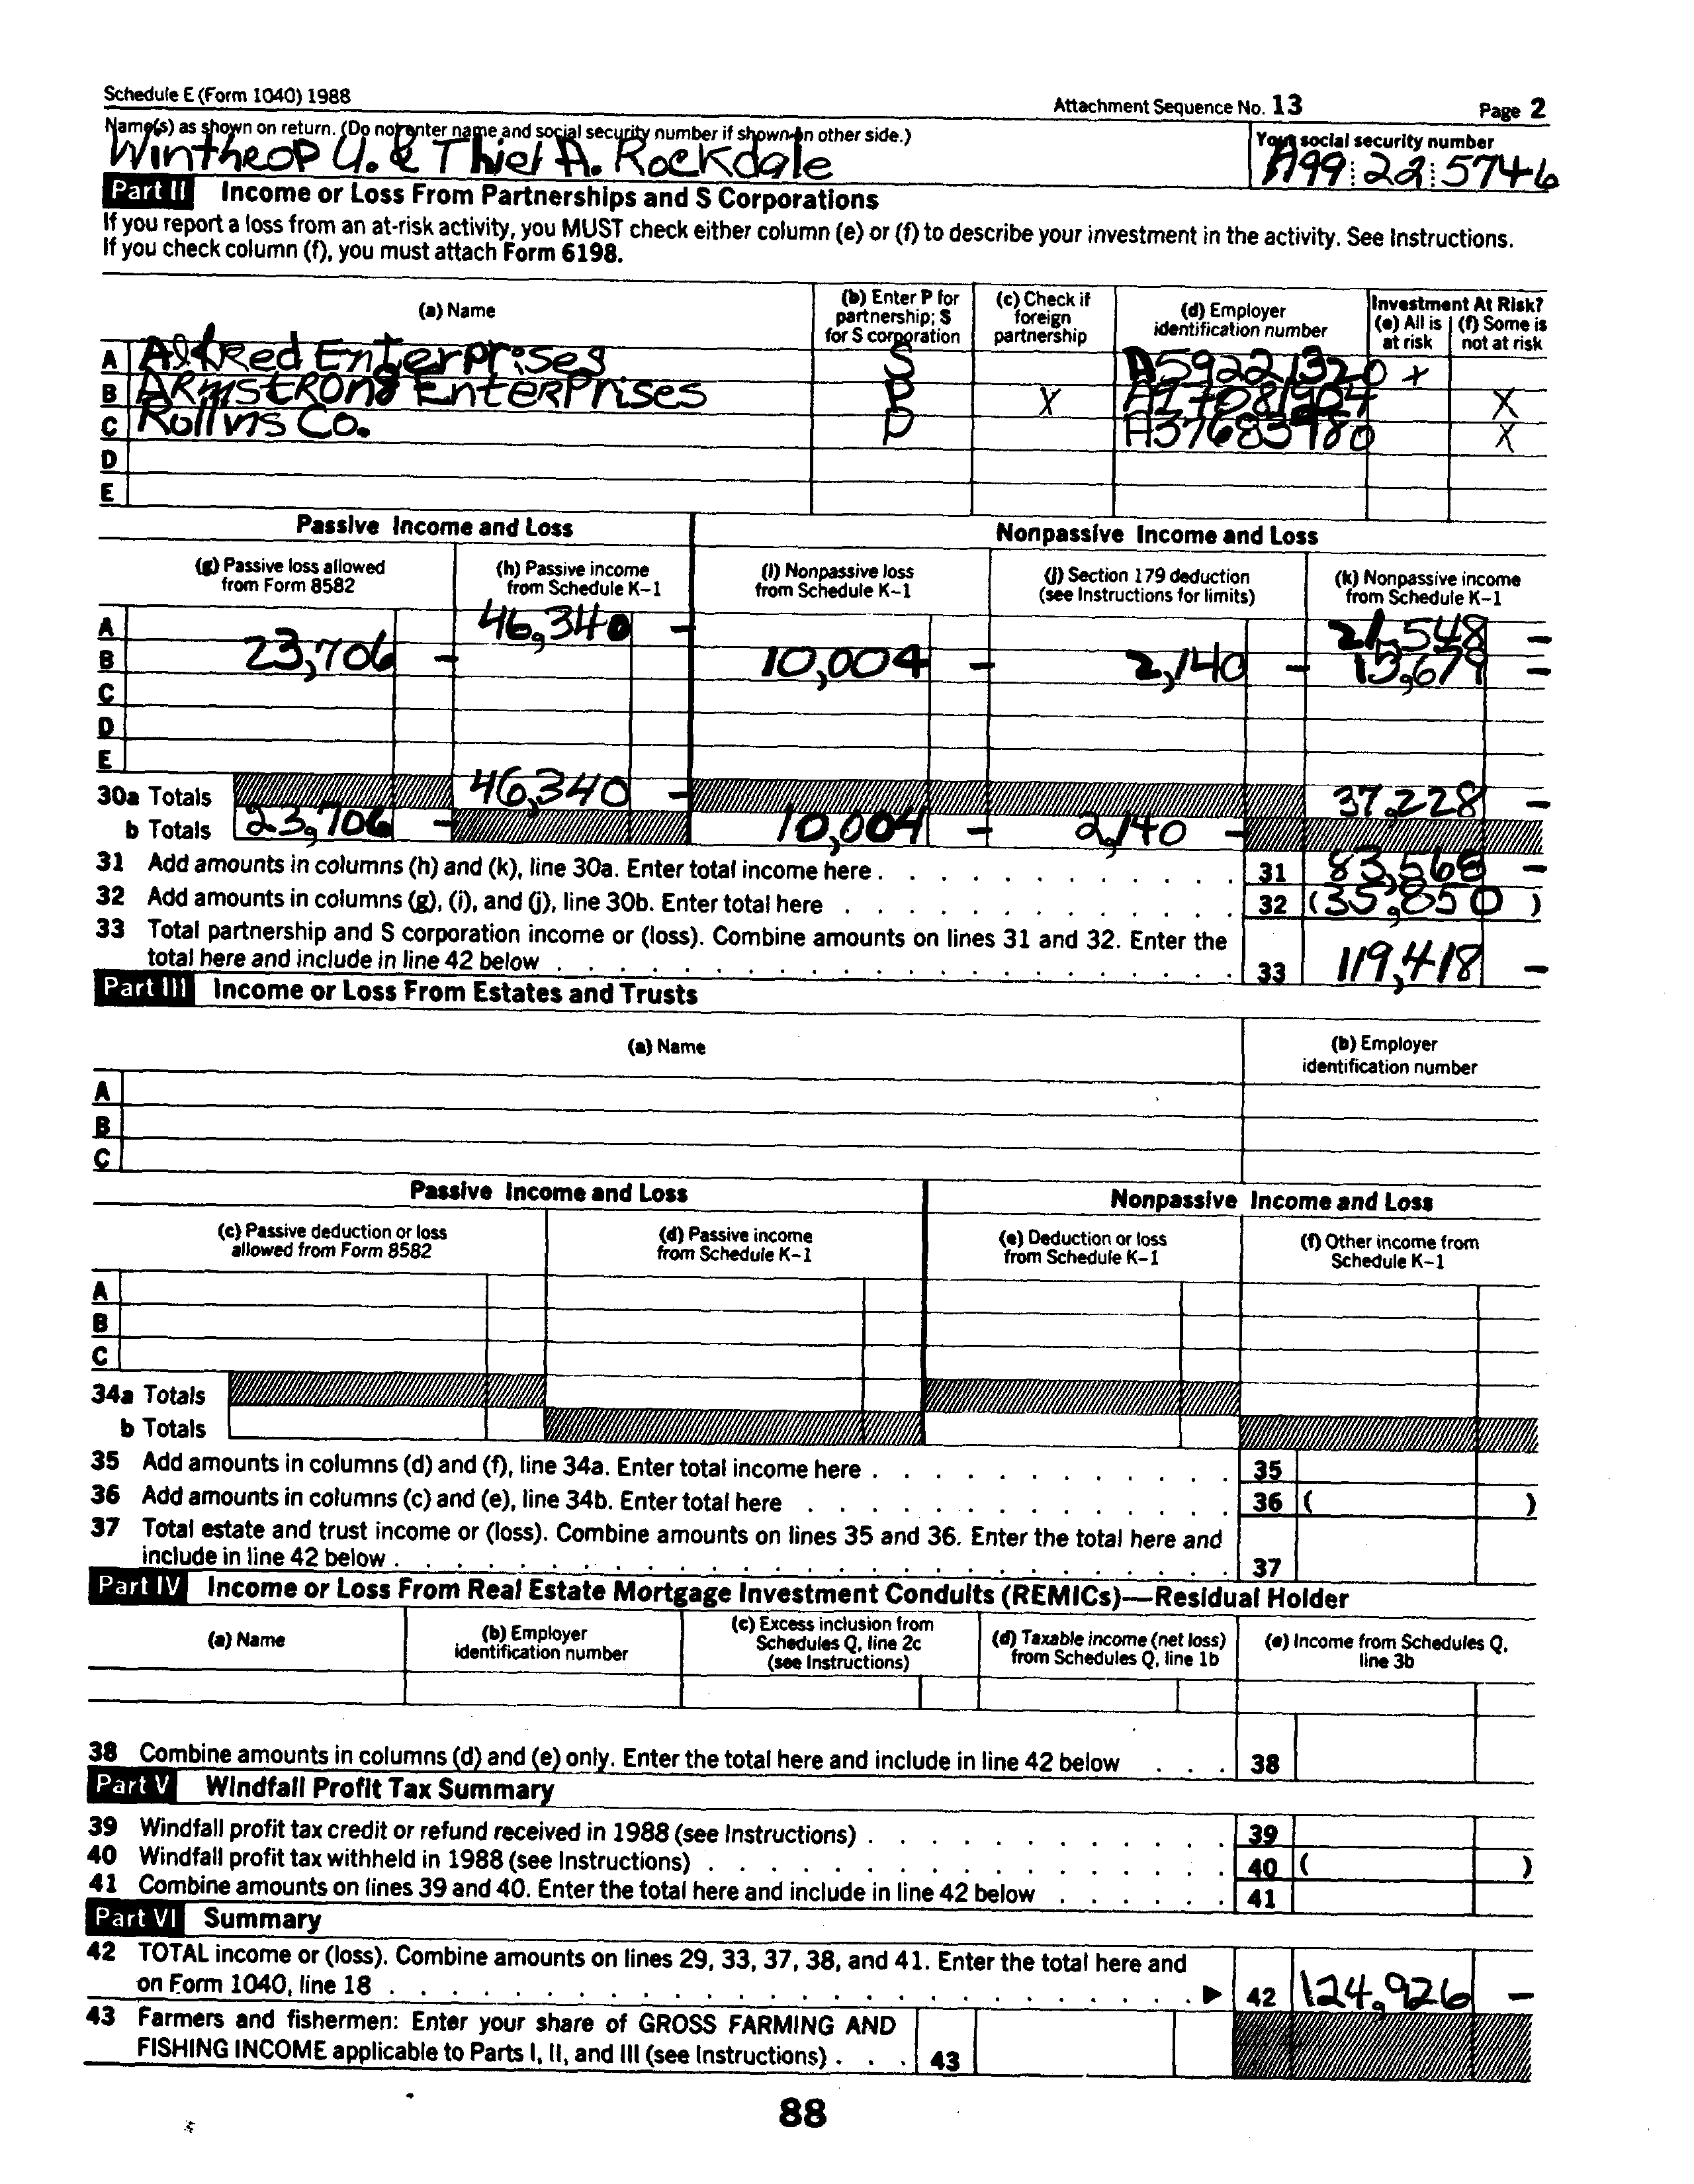 Schedule E (Form 1040) 1988 Attachment Sequence No. 13 Page 2
Name(s) as shown on return. (Do not enter name and social security number if shown on other side.) Your social security number
Winthrop U. & Thiel A. Rockdale A99 22 5746
Part II Income or Loss From Partnerships and S Corporations
If you report a loss from an at-risk activity, you MUST check either column (e) or (f) to describe your investment in the activity. See Instructions.
If you check column (f), you must attach Form 6198.
(a) Name (b) Enter P for partnership; S for S corporation (c) Check if foreign partnership (d) Employer identification number Investment At Risk? (e) All is at risk (f) Some is not at risk
A Alfred Enterprises S A59221320 +
B Armstrong Enterprises P X A17081904 X
C Rollins Co. P A37683980 X
D
E
Passive Income and Loss Nonpassive Income and Loss
(g) Passive loss allowed from Form 8582 (h) Passive income from Schedule K-1 (i) Nonpassive loss from Schedule K-1 (j) Section 179 deduction (see Instructions for limits) (k) Nonpassive income from Schedule K-1
A 46,340 – 21,548 –
B 23,706 – 10,004 – 2,140 – 15,679 –
C
D
E
30a Totals 46,340 – 37,228 –
b Totals 23,706 – 10,004 – 2,140 –
31 Add amounts in columns (h) and (k), line 30a. Enter total income here . 31 83,568 –
32 Add amounts in columns (g), (i), and (j), line 30b. Enter total here . 32 (35,850)
33 Total partnership and S corporation income or (loss). Combine amounts on lines 31 and 32. Enter the
total here and include in line 42 below . 33 119,418 –
Part III Income or Loss From Estates and Trusts
(a) Name (b) Employer identification number
A
B
C
Passive Income and Loss Nonpassive Income and Loss
(c) Passive deduction or loss allowed from Form 8582 (d) Passive income from Schedule K-1 (e) Deduction or loss from Schedule K-1 (f) Other income from Schedule K-1
A
B
C
34a Totals
b Totals
35 Add amounts in columns (d) and (f), line 34a. Enter total income here . 35
36 Add amounts in columns (c) and (e), line 34b. Enter total here . 36 ( )
37 Total estate and trust income or (loss). Combine amounts on lines 35 and 36. Enter the total here and
include in line 42 below . 37
Part IV Income or Loss From Real Estate Mortgage Investment Conduits (REMICs)—Residual Holder
(a) Name (b) Employer identification number (c) Excess inclusion from Schedules Q, line 2c (see Instructions) (d) Taxable income (net loss) from Schedules Q, line 1b (e) Income from Schedules Q, line 3b
38 Combine amounts in columns (d) and (e) only. Enter the total here and include in line 42 below . 38
Part V Windfall Profit Tax Summary
39 Windfall profit tax credit or refund received in 1988 (see Instructions) . 39
40 Windfall profit tax withheld in 1988 (see Instructions) . 40 ( )
41 Combine amounts on lines 39 and 40. Enter the total here and include in line 42 below . 41
Part VI Summary
42 TOTAL income or (loss). Combine amounts on lines 29, 33, 37, 38, and 41. Enter the total here and
on Form 1040, line 18 . ▶ 42 124,926 –
43 Farmers and fishermen: Enter your share of GROSS FARMING AND
FISHING INCOME applicable to Parts I, II, and III (see Instructions) . 43
88